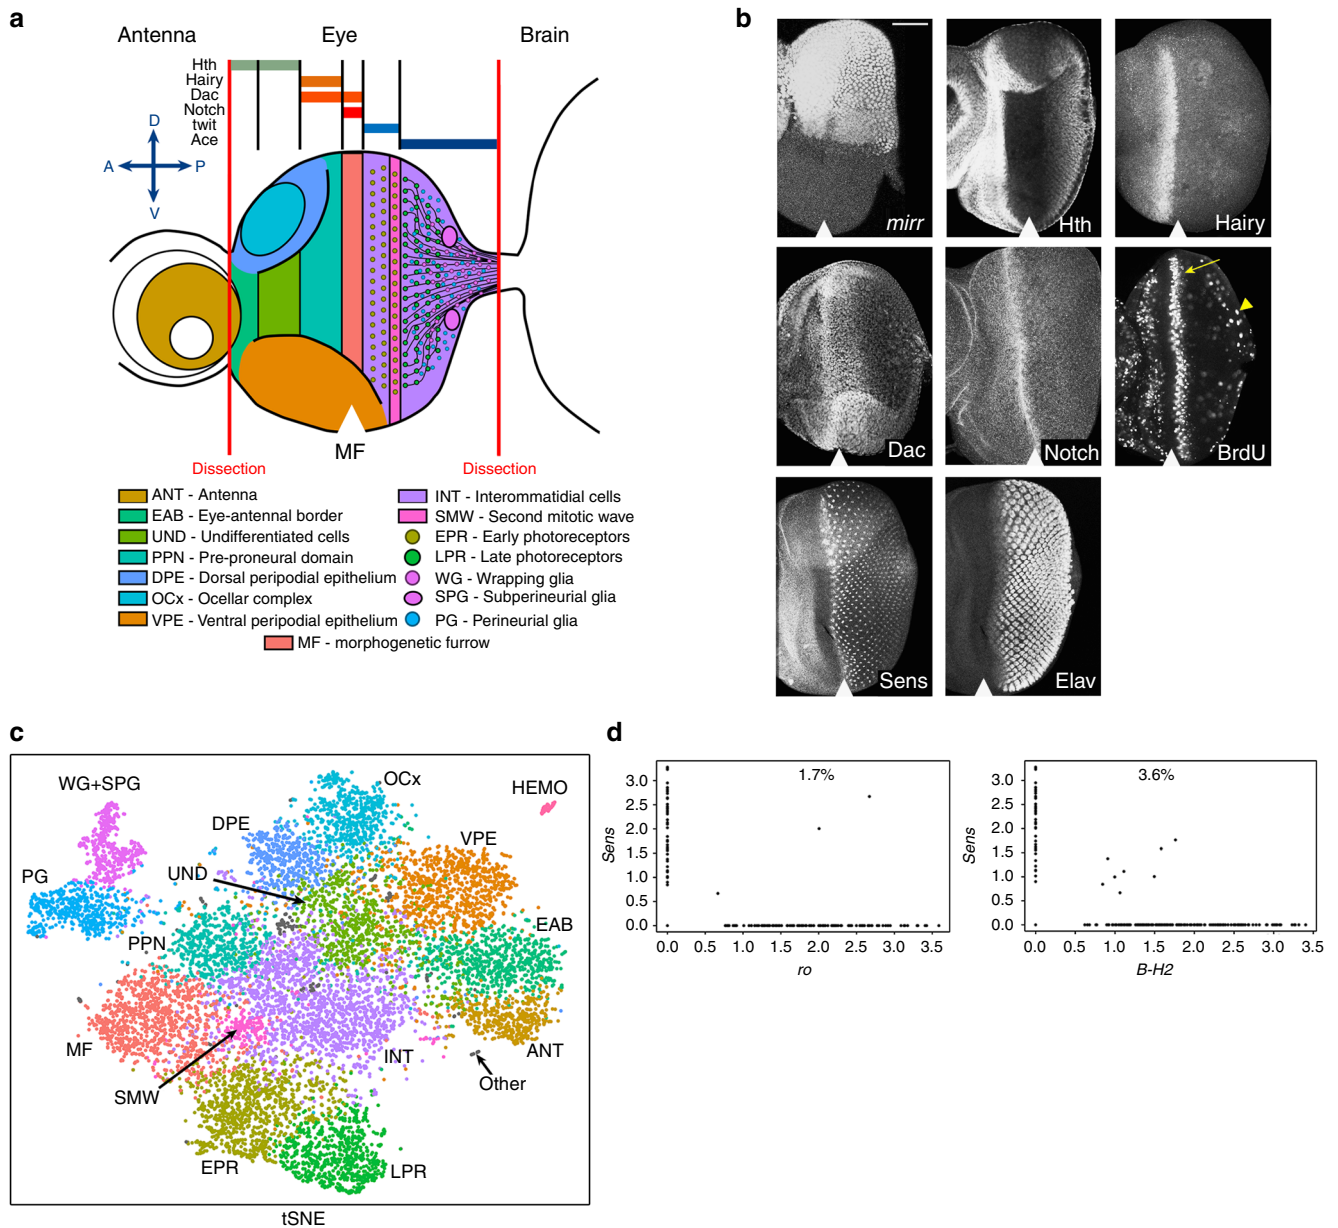 a
Antenna Eye Brain
Hth
Hairy
Dac
Notch
twit
Ace
D
A P
V
MF
Dissection Dissection
ANT - Antenna
EAB - Eye-antennal border
UND - Undifferentiated cells
PPN - Pre-proneural domain
DPE - Dorsal peripodial epithelium
OCx - Ocellar complex
VPE - Ventral peripodial epithelium
INT - Interommatidial cells
SMW - Second mitotic wave
EPR - Early photoreceptors
LPR - Late photoreceptors
WG - Wrapping glia
SPG - Subperineurial glia
PG - Perineurial glia
MF - morphogenetic furrow
b
mirr
Hth
Hairy
Dac
Notch
BrdU
Sens
Elav
c
WG+SPG
OCx
HEMO
DPE
VPE
UND
PG
EAB
PPN
MF
INT
ANT
Other
SMW
EPR
LPR
tSNE
d
1.7%
Sens
3.0
2.5
2.0
1.5
1.0
0.5
0.0
0.0 0.5 1.0 1.5 2.0 2.5 3.0 3.5
ro
3.6%
Sens
3.0
2.5
2.0
1.5
1.0
0.5
0.0
0.0 0.5 1.0 1.5 2.0 2.5 3.0 3.5
B-H2